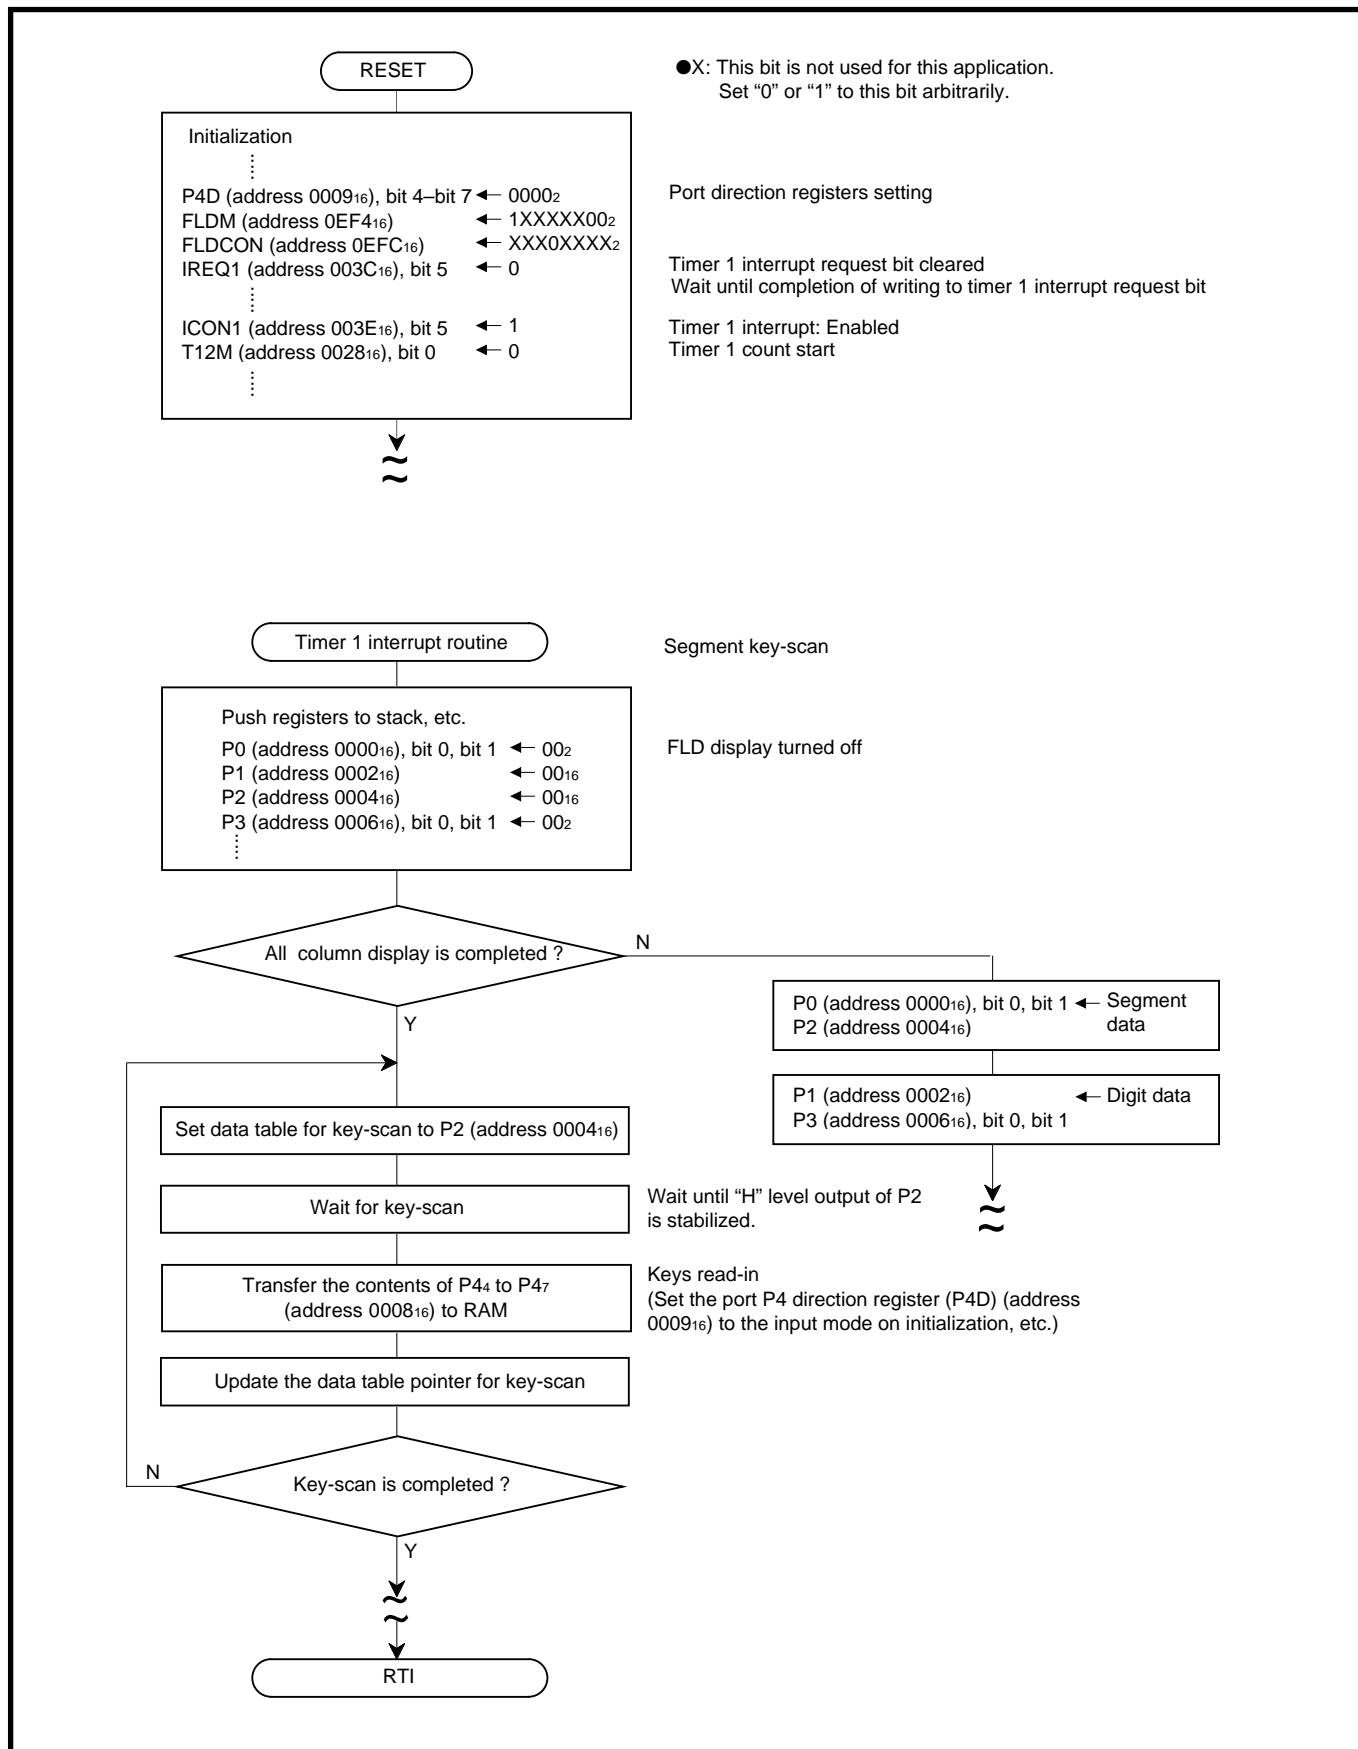 RESET
●X: This bit is not used for this application.
Set “0” or “1” to this bit arbitrarily.
Initialization
P4D (address 0009₁₆), bit 4–bit 7 ← 0000₂
Port direction registers setting
FLDM (address 0EF4₁₆) ← 1XXXXX00₂
FLDCON (address 0EFC₁₆) ← XXX0XXXX₂
IREQ1 (address 003C₁₆), bit 5 ← 0
Timer 1 interrupt request bit cleared
Wait until completion of writing to timer 1 interrupt request bit
ICON1 (address 003E₁₆), bit 5 ← 1
Timer 1 interrupt: Enabled
T12M (address 0028₁₆), bit 0 ← 0
Timer 1 count start
Timer 1 interrupt routine
Segment key-scan
Push registers to stack, etc.
P0 (address 0000₁₆), bit 0, bit 1 ← 00₂
FLD display turned off
P1 (address 0002₁₆) ← 00₁₆
P2 (address 0004₁₆) ← 00₁₆
P3 (address 0006₁₆), bit 0, bit 1 ← 00₂
All column display is completed ?
N
Y
P0 (address 0000₁₆), bit 0, bit 1 ← Segment
P2 (address 0004₁₆) data
P1 (address 0002₁₆) ← Digit data
P3 (address 0006₁₆), bit 0, bit 1
Set data table for key-scan to P2 (address 0004₁₆)
Wait for key-scan
Wait until “H” level output of P2
is stabilized.
Transfer the contents of P4₄ to P4₇
(address 0008₁₆) to RAM
Keys read-in
(Set the port P4 direction register (P4D) (address
0009₁₆) to the input mode on initialization, etc.)
Update the data table pointer for key-scan
N
Key-scan is completed ?
Y
RTI